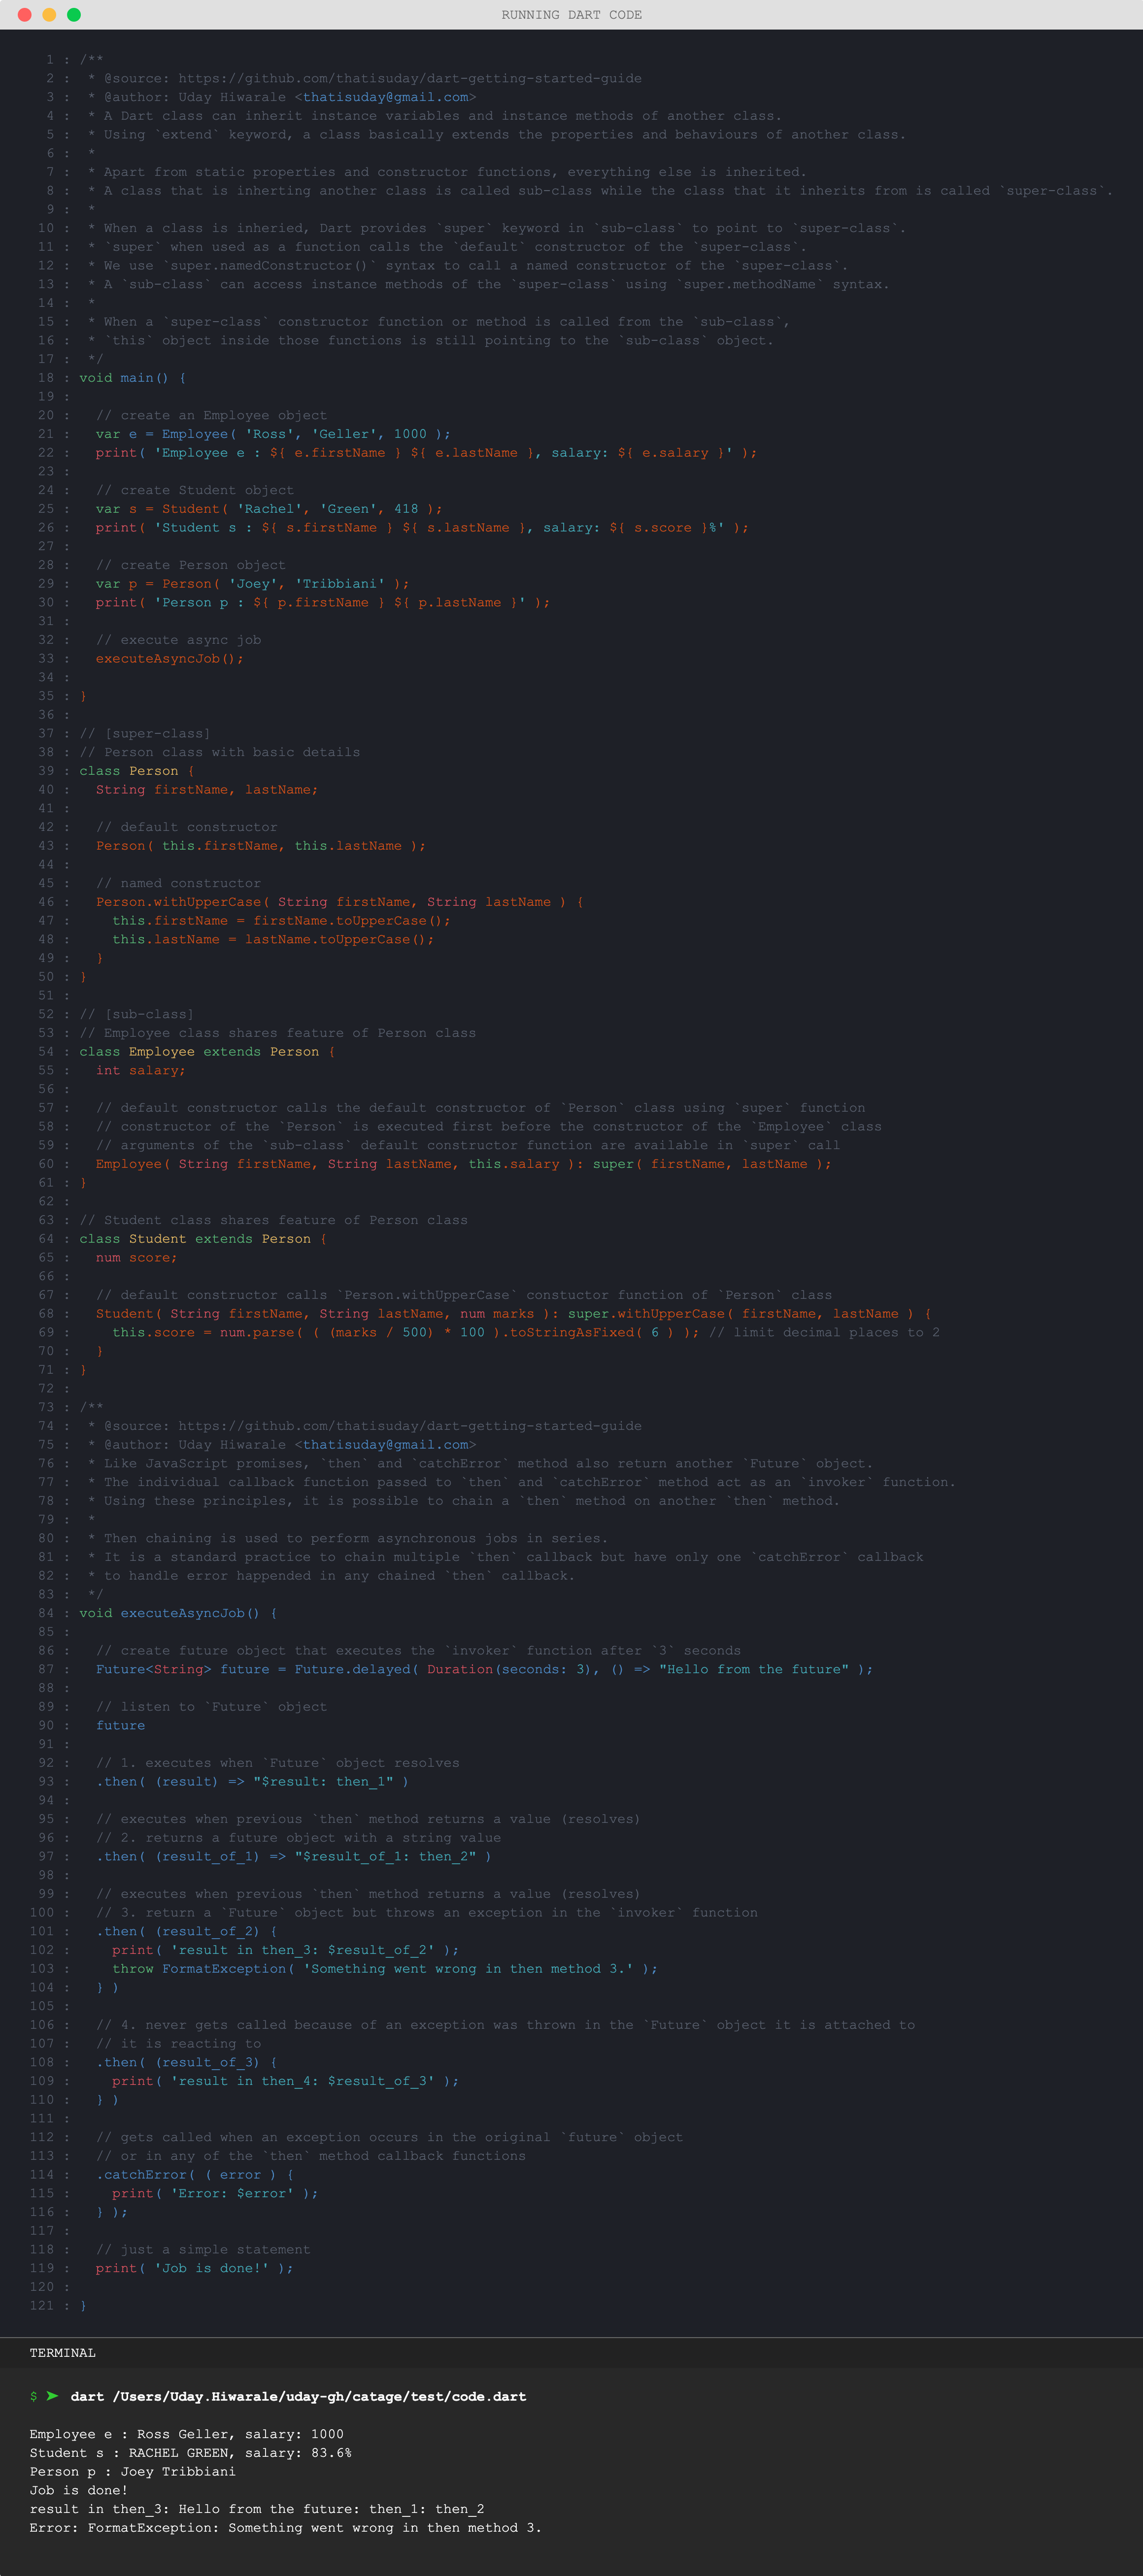 RUNNING DART CODE
1 : /**
2 :  * @source: https://github.com/thatisuday/dart-getting-started-guide
3 :  * @author: Uday Hiwarale <thatisuday@gmail.com>
4 :  * A Dart class can inherit instance variables and instance methods of another class.
5 :  * Using `extend` keyword, a class basically extends the properties and behaviours of another class.
6 :  *
7 :  * Apart from static properties and constructor functions, everything else is inherited.
8 :  * A class that is inherting another class is called sub-class while the class that it inherits from is called `super-class`.
9 :  *
10 :  * When a class is inheried, Dart provides `super` keyword in `sub-class` to point to `super-class`.
11 :  * `super` when used as a function calls the `default` constructor of the `super-class`.
12 :  * We use `super.namedConstructor()` syntax to call a named constructor of the `super-class`.
13 :  * A `sub-class` can access instance methods of the `super-class` using `super.methodName` syntax.
14 :  *
15 :  * When a `super-class` constructor function or method is called from the `sub-class`,
16 :  * `this` object inside those functions is still pointing to the `sub-class` object.
17 :  */
18 : void main() {
19 :
20 :   // create an Employee object
21 :   var e = Employee( 'Ross', 'Geller', 1000 );
22 :   print( 'Employee e : ${ e.firstName } ${ e.lastName }, salary: ${ e.salary }' );
23 :
24 :   // create Student object
25 :   var s = Student( 'Rachel', 'Green', 418 );
26 :   print( 'Student s : ${ s.firstName } ${ s.lastName }, salary: ${ s.score }%' );
27 :
28 :   // create Person object
29 :   var p = Person( 'Joey', 'Tribbiani' );
30 :   print( 'Person p : ${ p.firstName } ${ p.lastName }' );
31 :
32 :   // execute async job
33 :   executeAsyncJob();
34 :
35 : }
36 :
37 : // [super-class]
38 : // Person class with basic details
39 : class Person {
40 :   String firstName, lastName;
41 :
42 :   // default constructor
43 :   Person( this.firstName, this.lastName );
44 :
45 :   // named constructor
46 :   Person.withUpperCase( String firstName, String lastName ) {
47 :     this.firstName = firstName.toUpperCase();
48 :     this.lastName = lastName.toUpperCase();
49 :   }
50 : }
51 :
52 : // [sub-class]
53 : // Employee class shares feature of Person class
54 : class Employee extends Person {
55 :   int salary;
56 :
57 :   // default constructor calls the default constructor of `Person` class using `super` function
58 :   // constructor of the `Person` is executed first before the constructor of the `Employee` class
59 :   // arguments of the `sub-class` default constructor function are available in `super` call
60 :   Employee( String firstName, String lastName, this.salary ): super( firstName, lastName );
61 : }
62 :
63 : // Student class shares feature of Person class
64 : class Student extends Person {
65 :   num score;
66 :
67 :   // default constructor calls `Person.withUpperCase` constuctor function of `Person` class
68 :   Student( String firstName, String lastName, num marks ): super.withUpperCase( firstName, lastName ) {
69 :     this.score = num.parse( ( (marks / 500) * 100 ).toStringAsFixed( 6 ) ); // limit decimal places to 2
70 :   }
71 : }
72 :
73 : /**
74 :  * @source: https://github.com/thatisuday/dart-getting-started-guide
75 :  * @author: Uday Hiwarale <thatisuday@gmail.com>
76 :  * Like JavaScript promises, `then` and `catchError` method also return another `Future` object.
77 :  * The individual callback function passed to `then` and `catchError` method act as an `invoker` function.
78 :  * Using these principles, it is possible to chain a `then` method on another `then` method.
79 :  *
80 :  * Then chaining is used to perform asynchronous jobs in series.
81 :  * It is a standard practice to chain multiple `then` callback but have only one `catchError` callback
82 :  * to handle error happended in any chained `then` callback.
83 :  */
84 : void executeAsyncJob() {
85 :
86 :   // create future object that executes the `invoker` function after `3` seconds
87 :   Future<String> future = Future.delayed( Duration(seconds: 3), () => "Hello from the future" );
88 :
89 :   // listen to `Future` object
90 :   future
91 :
92 :   // 1. executes when `Future` object resolves
93 :   .then( (result) => "$result: then_1" )
94 :
95 :   // executes when previous `then` method returns a value (resolves)
96 :   // 2. returns a future object with a string value
97 :   .then( (result_of_1) => "$result_of_1: then_2" )
98 :
99 :   // executes when previous `then` method returns a value (resolves)
100 :   // 3. return a `Future` object but throws an exception in the `invoker` function
101 :   .then( (result_of_2) {
102 :     print( 'result in then_3: $result_of_2' );
103 :     throw FormatException( 'Something went wrong in then method 3.' );
104 :   } )
105 :
106 :   // 4. never gets called because of an exception was thrown in the `Future` object it is attached to
107 :   // it is reacting to
108 :   .then( (result_of_3) {
109 :     print( 'result in then_4: $result_of_3' );
110 :   } )
111 :
112 :   // gets called when an exception occurs in the original `future` object
113 :   // or in any of the `then` method callback functions
114 :   .catchError( ( error ) {
115 :     print( 'Error: $error' );
116 :   } );
117 :
118 :   // just a simple statement
119 :   print( 'Job is done!' );
120 :
121 : }
TERMINAL
$ ➤ dart /Users/Uday.Hiwarale/uday-gh/catage/test/code.dart
Employee e : Ross Geller, salary: 1000
Student s : RACHEL GREEN, salary: 83.6%
Person p : Joey Tribbiani
Job is done!
result in then_3: Hello from the future: then_1: then_2
Error: FormatException: Something went wrong in then method 3.